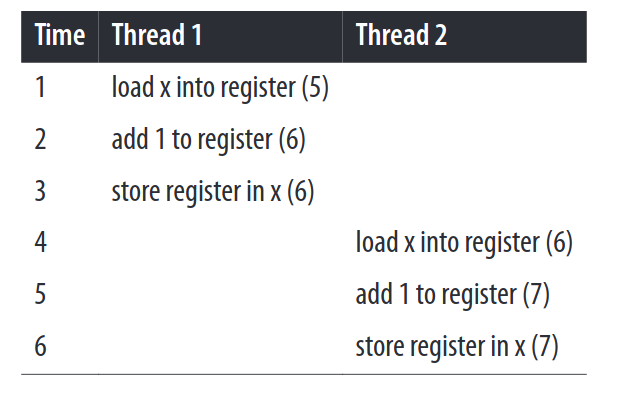 Time Thread 1 Thread 2
1 load x into register (5)
2 add 1 to register (6)
3 store register in x (6)
4 load x into register (6)
5 add 1 to register (7)
6 store register in x (7)